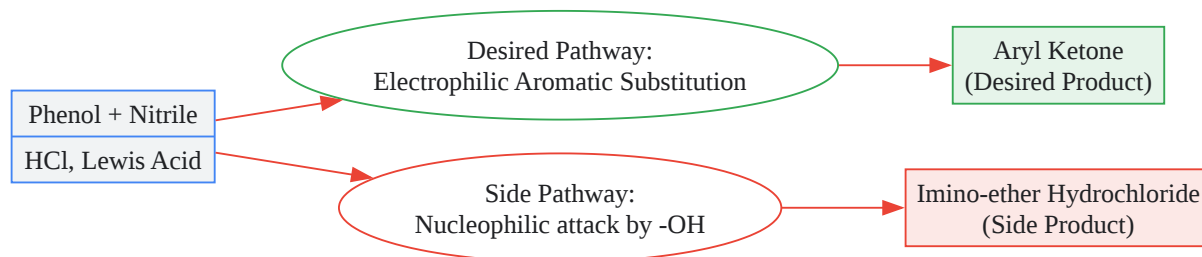 Phenol + Nitrile
HCl, Lewis Acid
Desired Pathway:
Electrophilic Aromatic Substitution
Aryl Ketone
(Desired Product)
Side Pathway:
Nucleophilic attack by -OH
Imino-ether Hydrochloride
(Side Product)